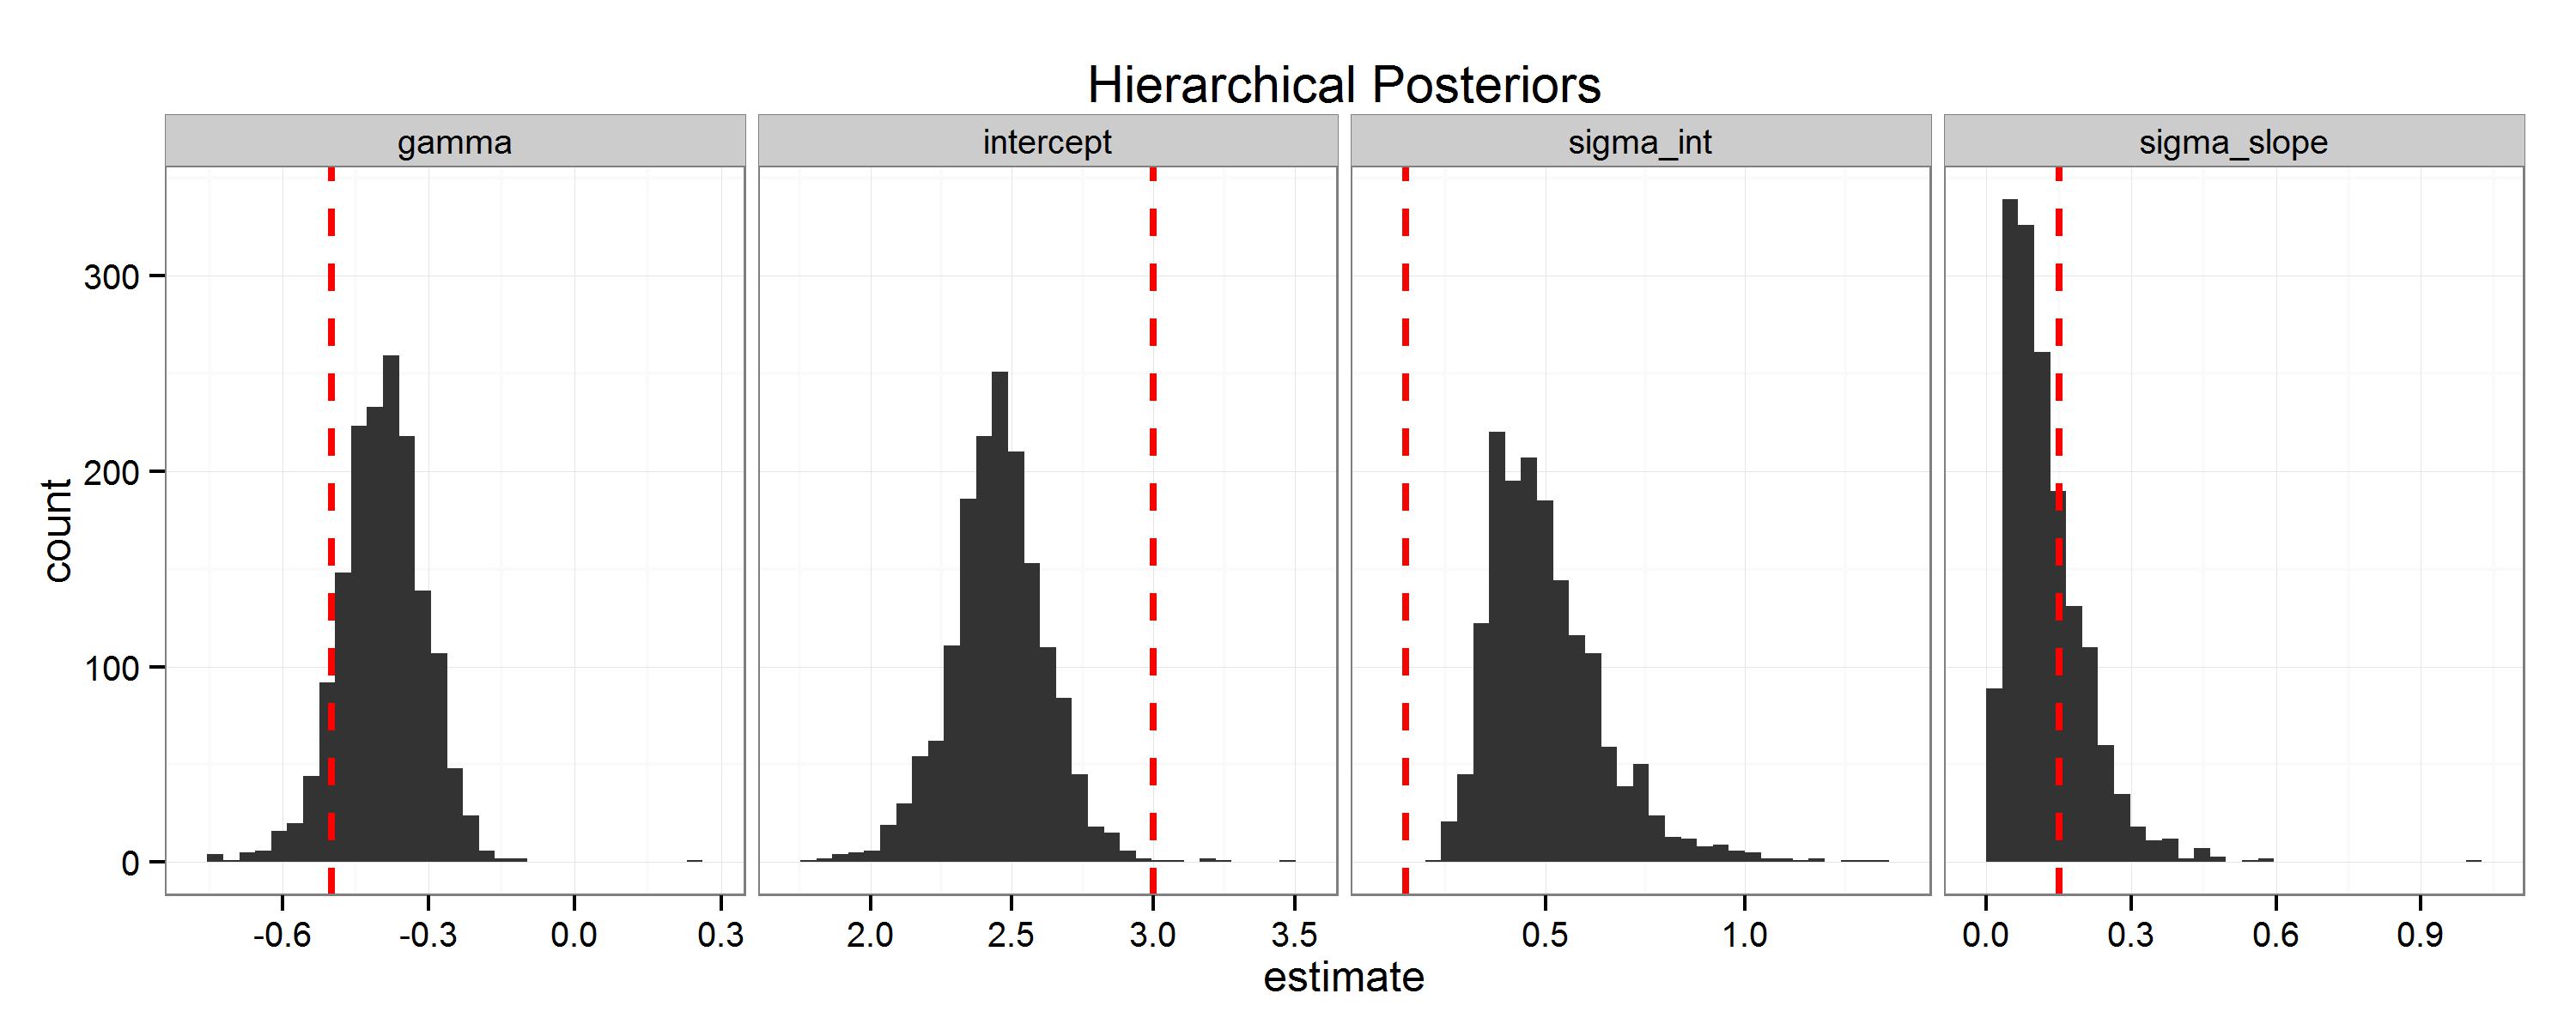 Hierarchical Posteriors
gamma intercept sigma_int sigma_slope
count
300
200
100
0
-0.6 -0.3 0.0 0.3 2.0 2.5 3.0 3.5 0.5 1.0 0.0 0.3 0.6 0.9
estimate